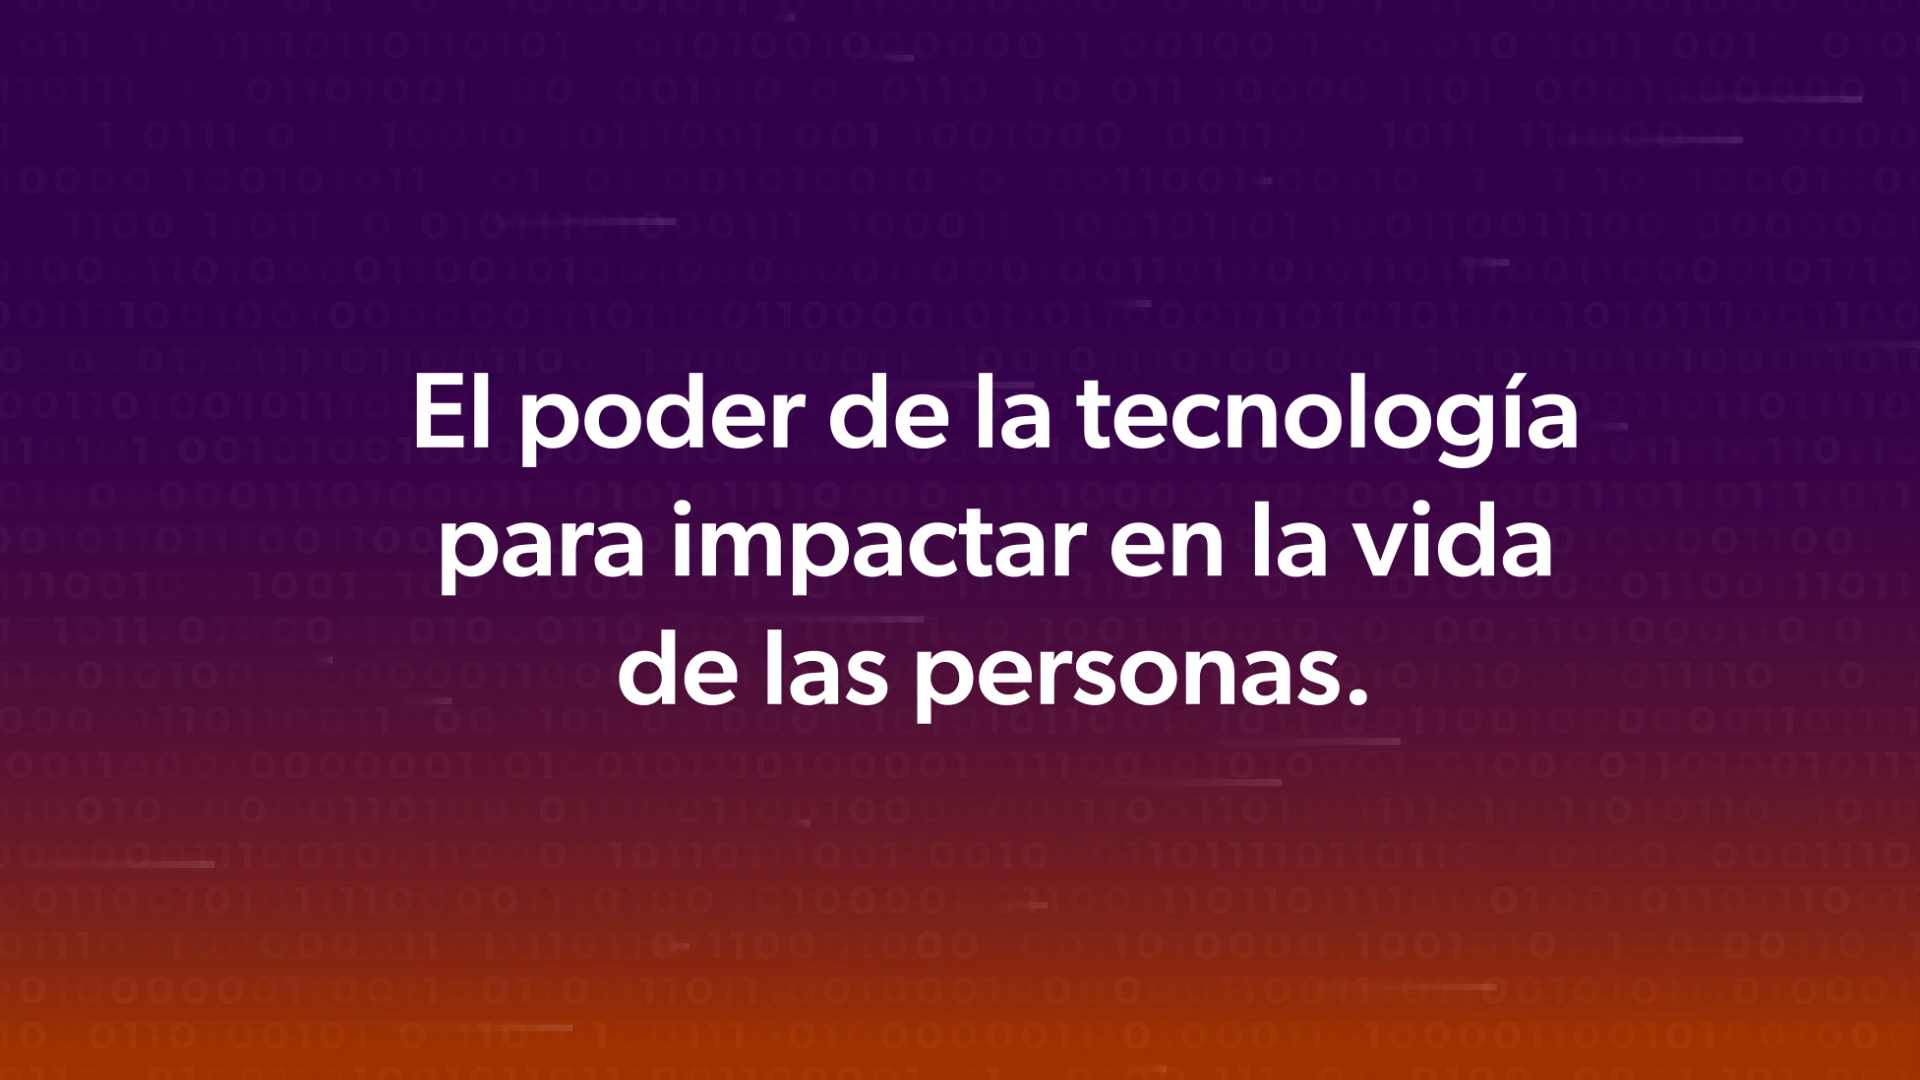 El poder de la tecnología
para impactar en la vida
de las personas.